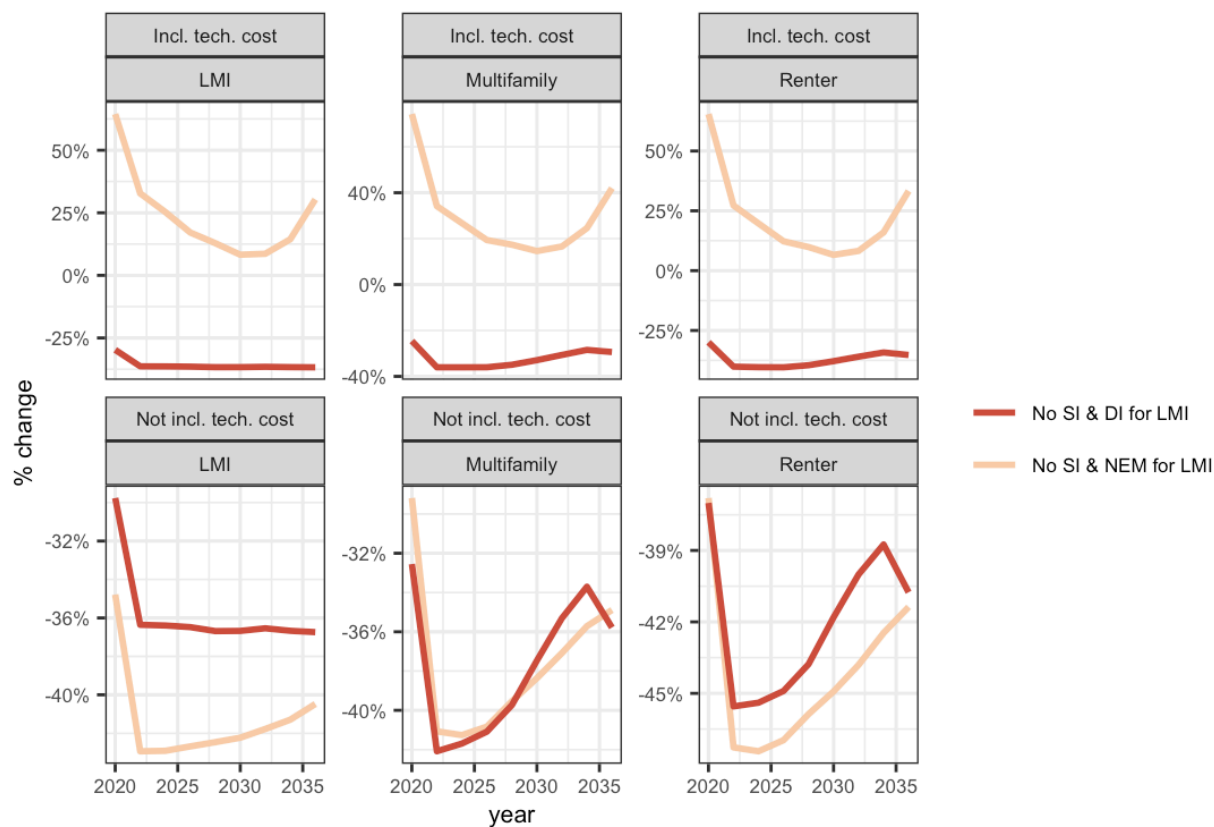 Incl. tech. cost Incl. tech. cost Incl. tech. cost
LMI Multifamily Renter
50% 40% 50%
25% 0% 25%
0% -40% 0%
-25% -25%
% change
Not incl. tech. cost Not incl. tech. cost Not incl. tech. cost
LMI Multifamily Renter
-32% -32% -39%
-36% -36% -42%
-40% -40% -45%
2020 2025 2030 2035 2020 2025 2030 2035 2020 2025 2030 2035
year
No SI & DI for LMI
No SI & NEM for LMI